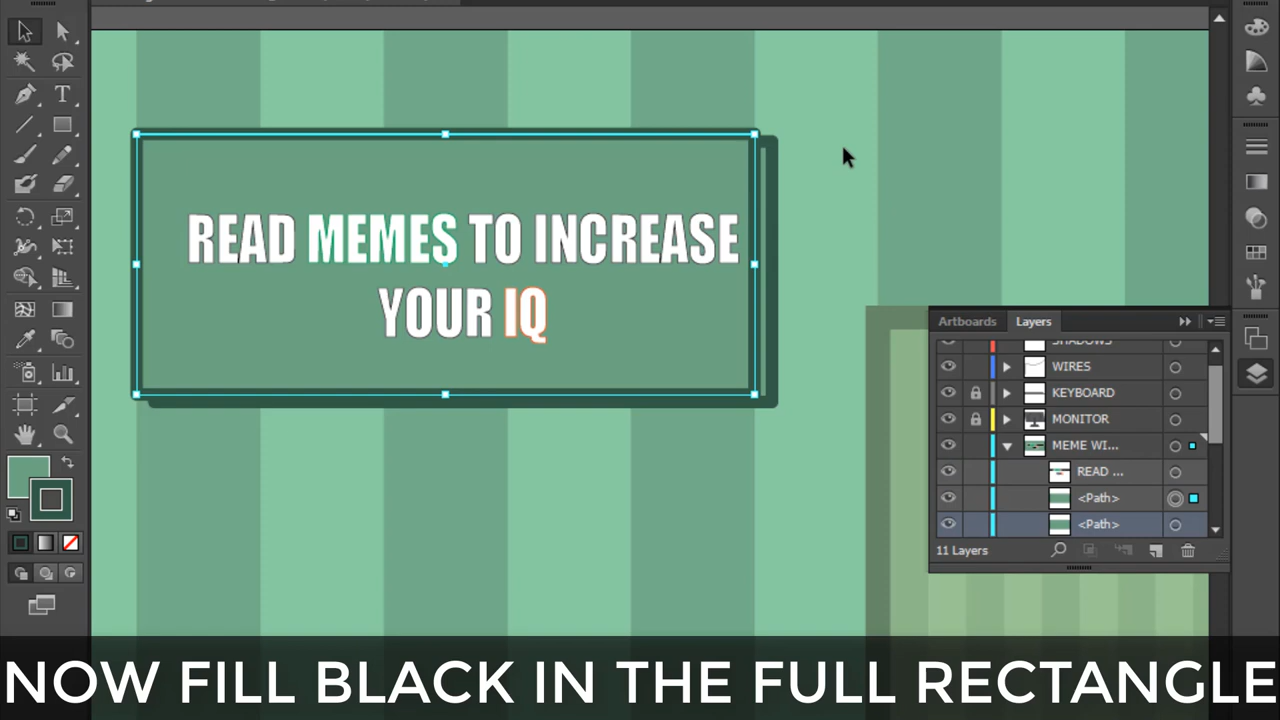 READ MEMES TO INCREASE
YOUR IQ
Artboards
Layers
SHADOWS
WIRES
KEYBOARD
MONITOR
MEME WI...
READ ...
<Path>
<Path>
11 Layers
NOW FILL BLACK IN THE FULL RECTANGLE